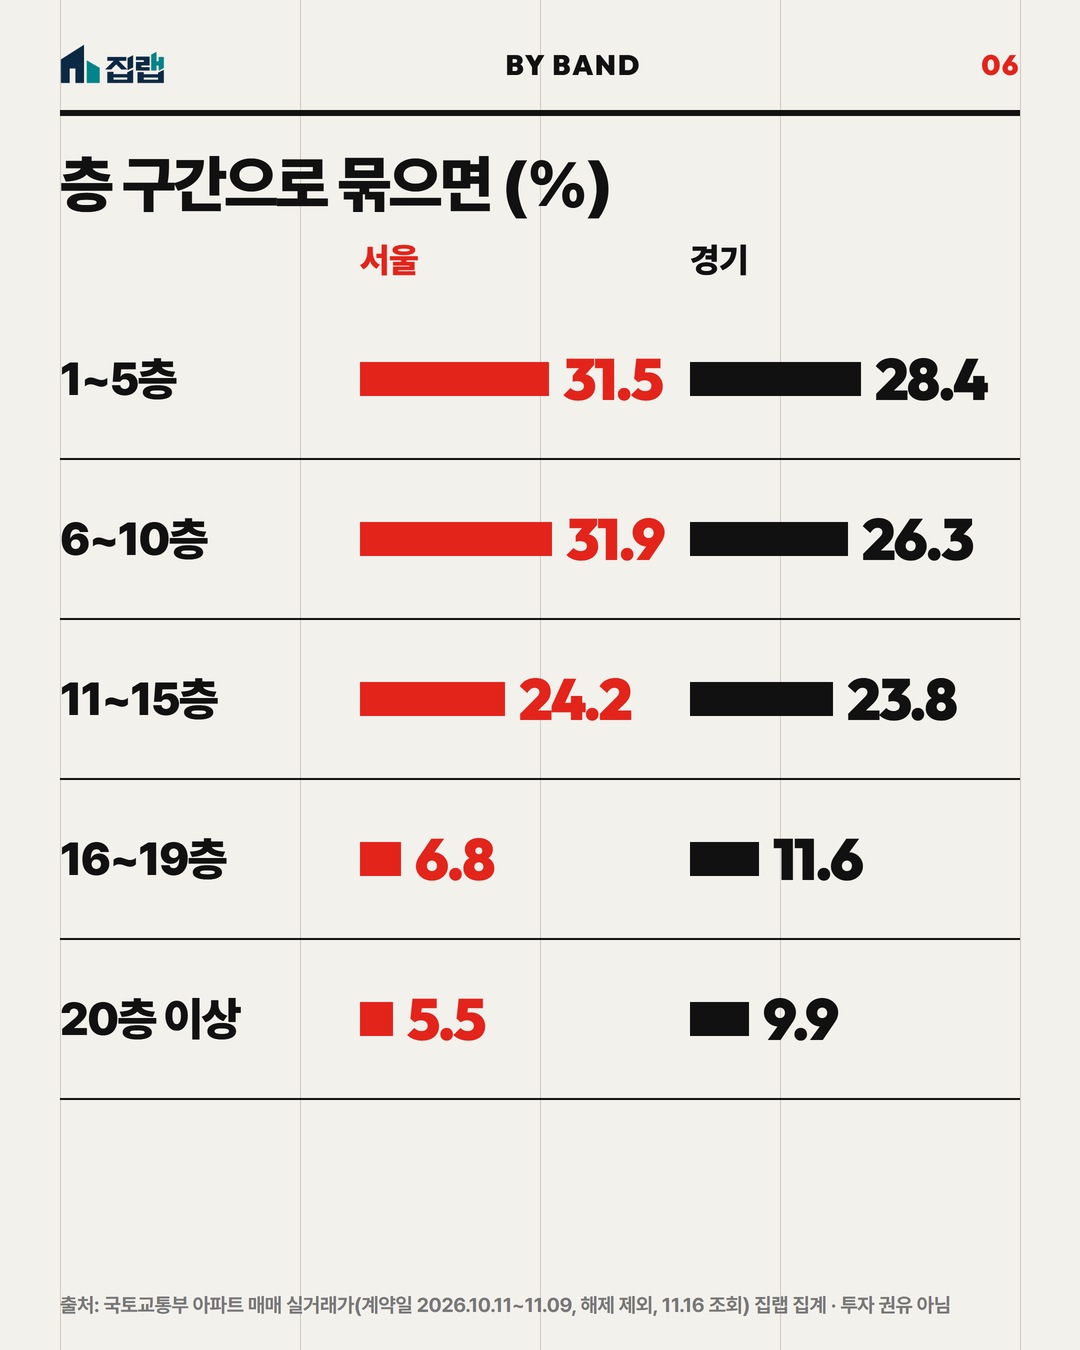 집랩 BY BAND 06
층 구간으로 묶으면 (%)
서울 경기
1~5층 31.5 28.4
6~10층 31.9 26.3
11~15층 24.2 23.8
16~19층 6.8 11.6
20층 이상 5.5 9.9
출처: 국토교통부 아파트 매매 실거래가(계약일 2026.10.11~11.09, 해제 제외, 11.16 조회) 집랩 집계 · 투자 권유 아님